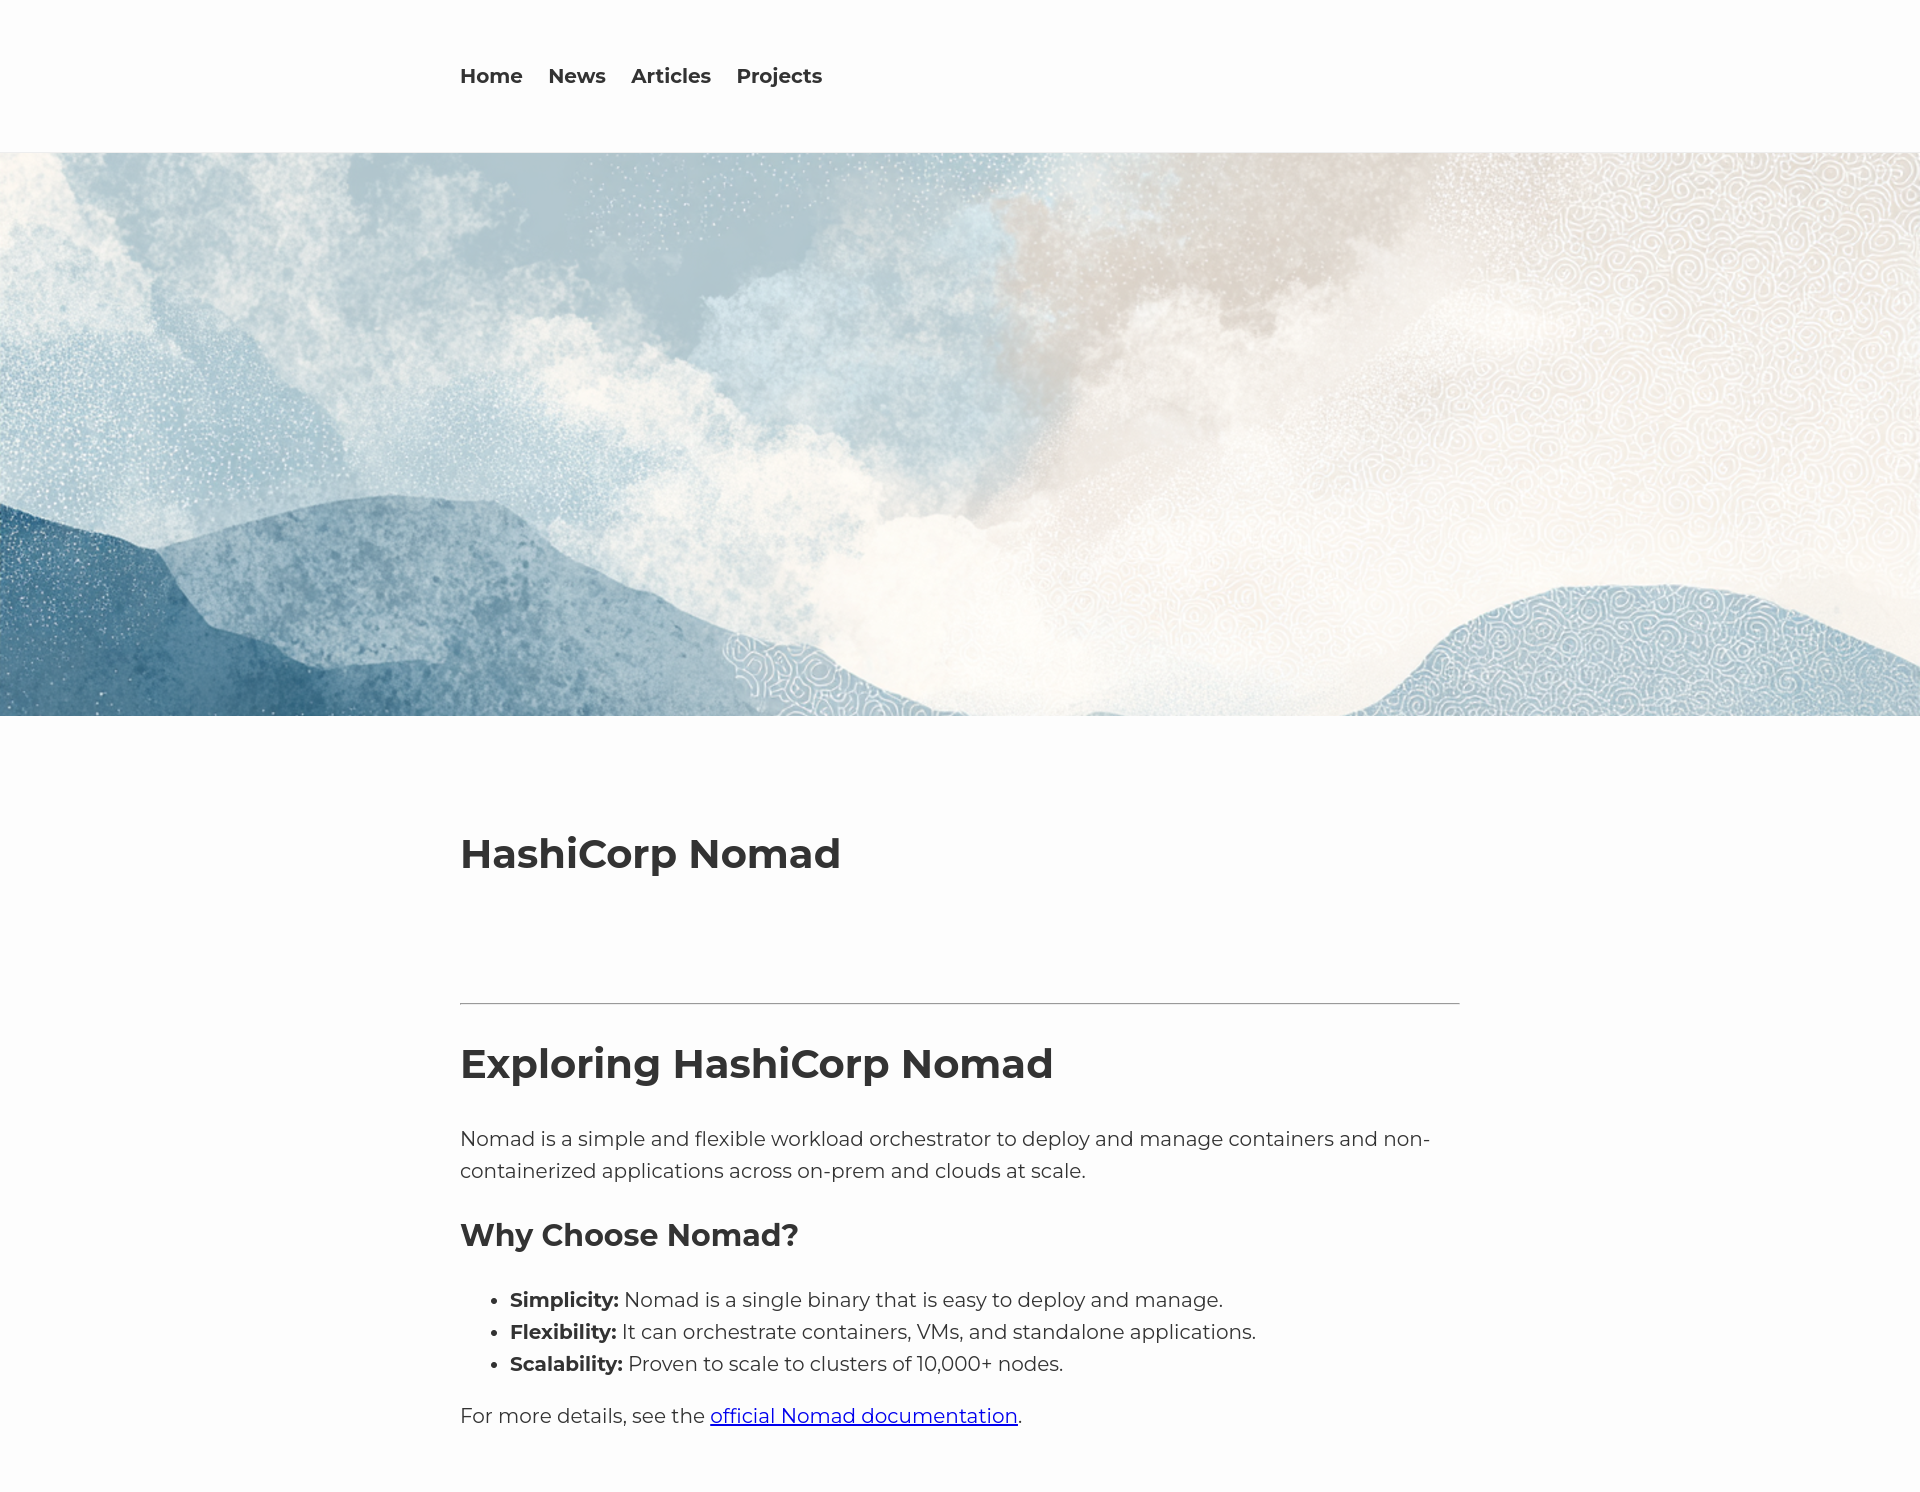 Home News Articles Projects
HashiCorp Nomad
Exploring HashiCorp Nomad
Nomad is a simple and flexible workload orchestrator to deploy and manage containers and non-
containerized applications across on-prem and clouds at scale.
Why Choose Nomad?
• Simplicity: Nomad is a single binary that is easy to deploy and manage.
• Flexibility: It can orchestrate containers, VMs, and standalone applications.
• Scalability: Proven to scale to clusters of 10,000+ nodes.
For more details, see the official Nomad documentation.